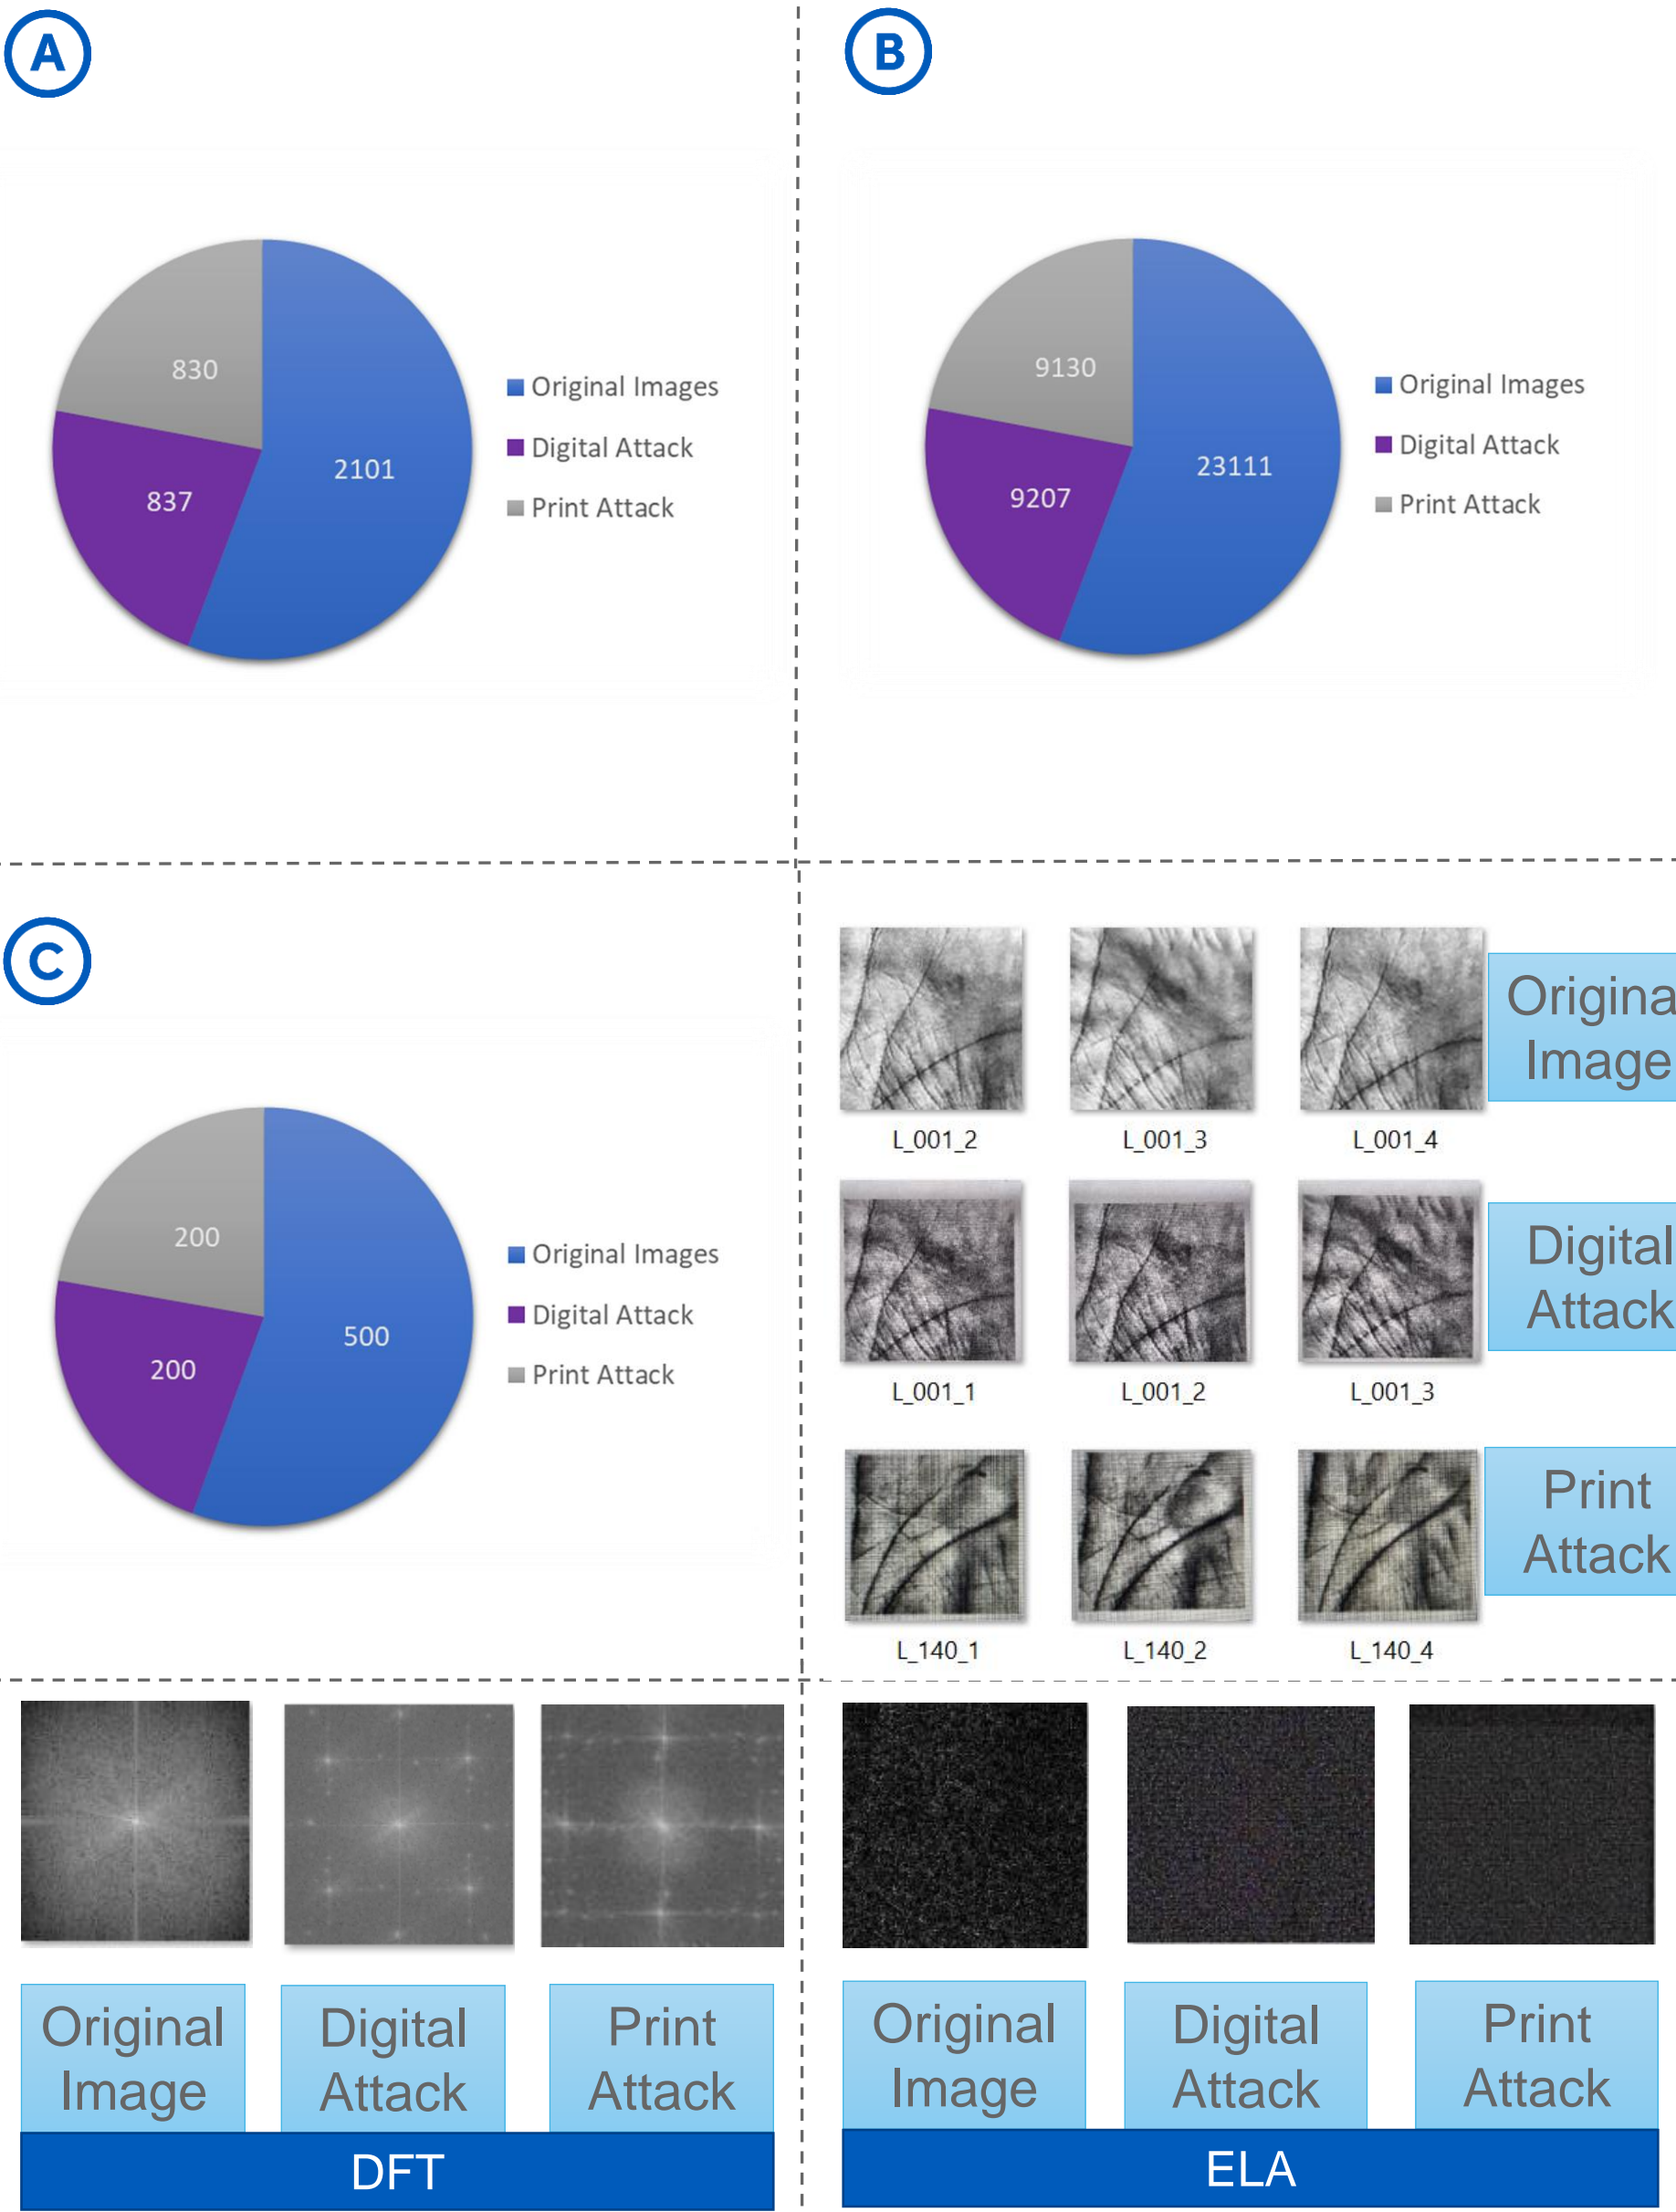 A
830
2101
837
Original Images
Digital Attack
Print Attack
B
9130
23111
9207
Original Images
Digital Attack
Print Attack
C
200
500
200
Original Images
Digital Attack
Print Attack
L_001_2 L_001_3 L_001_4
Origina
Image
L_001_1 L_001_2 L_001_3
Digital
Attack
L_140_1 L_140_2 L_140_4
Print
Attack
Original
Image
Digital
Attack
Print
Attack
DFT
Original
Image
Digital
Attack
Print
Attack
ELA